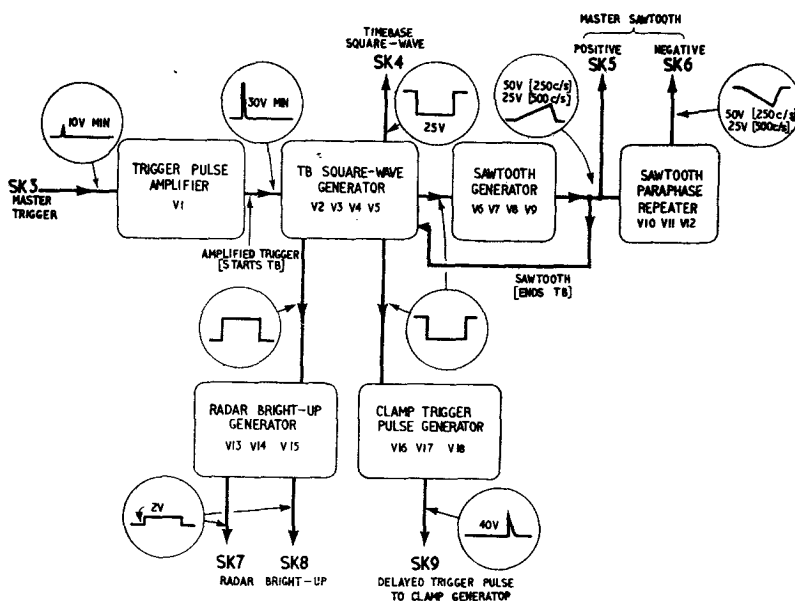 MASTER SAWTOOTH
TIMEBASE
SQUARE-WAVE
SK4
POSITIVE
SK5
NEGATIVE
SK6
10V MIN
30V MIN
25V
50V [250c/s]
25V [500c/s]
50V [250c/s]
25V [500c/s]
SK3
MASTER
TRIGGER
TRIGGER PULSE
AMPLIFIER
V1
TB SQUARE-WAVE
GENERATOR
V2 V3 V4 V5
SAWTOOTH
GENERATOR
V6 V7 V8 V9
SAWTOOTH
PARAPHASE
REPEATER
V10 V11 V12
AMPLIFIED TRIGGER
[STARTS TB]
SAWTOOTH
[ENDS TB]
RADAR BRIGHT-UP
GENERATOR
V13 V14 V15
CLAMP TRIGGER
PULSE GENERATOR
V16 V17 V18
2V
40V
SK7
SK8
RADAR BRIGHT-UP
SK9
DELAYED TRIGGER PULSE
TO CLAMP GENERATOR